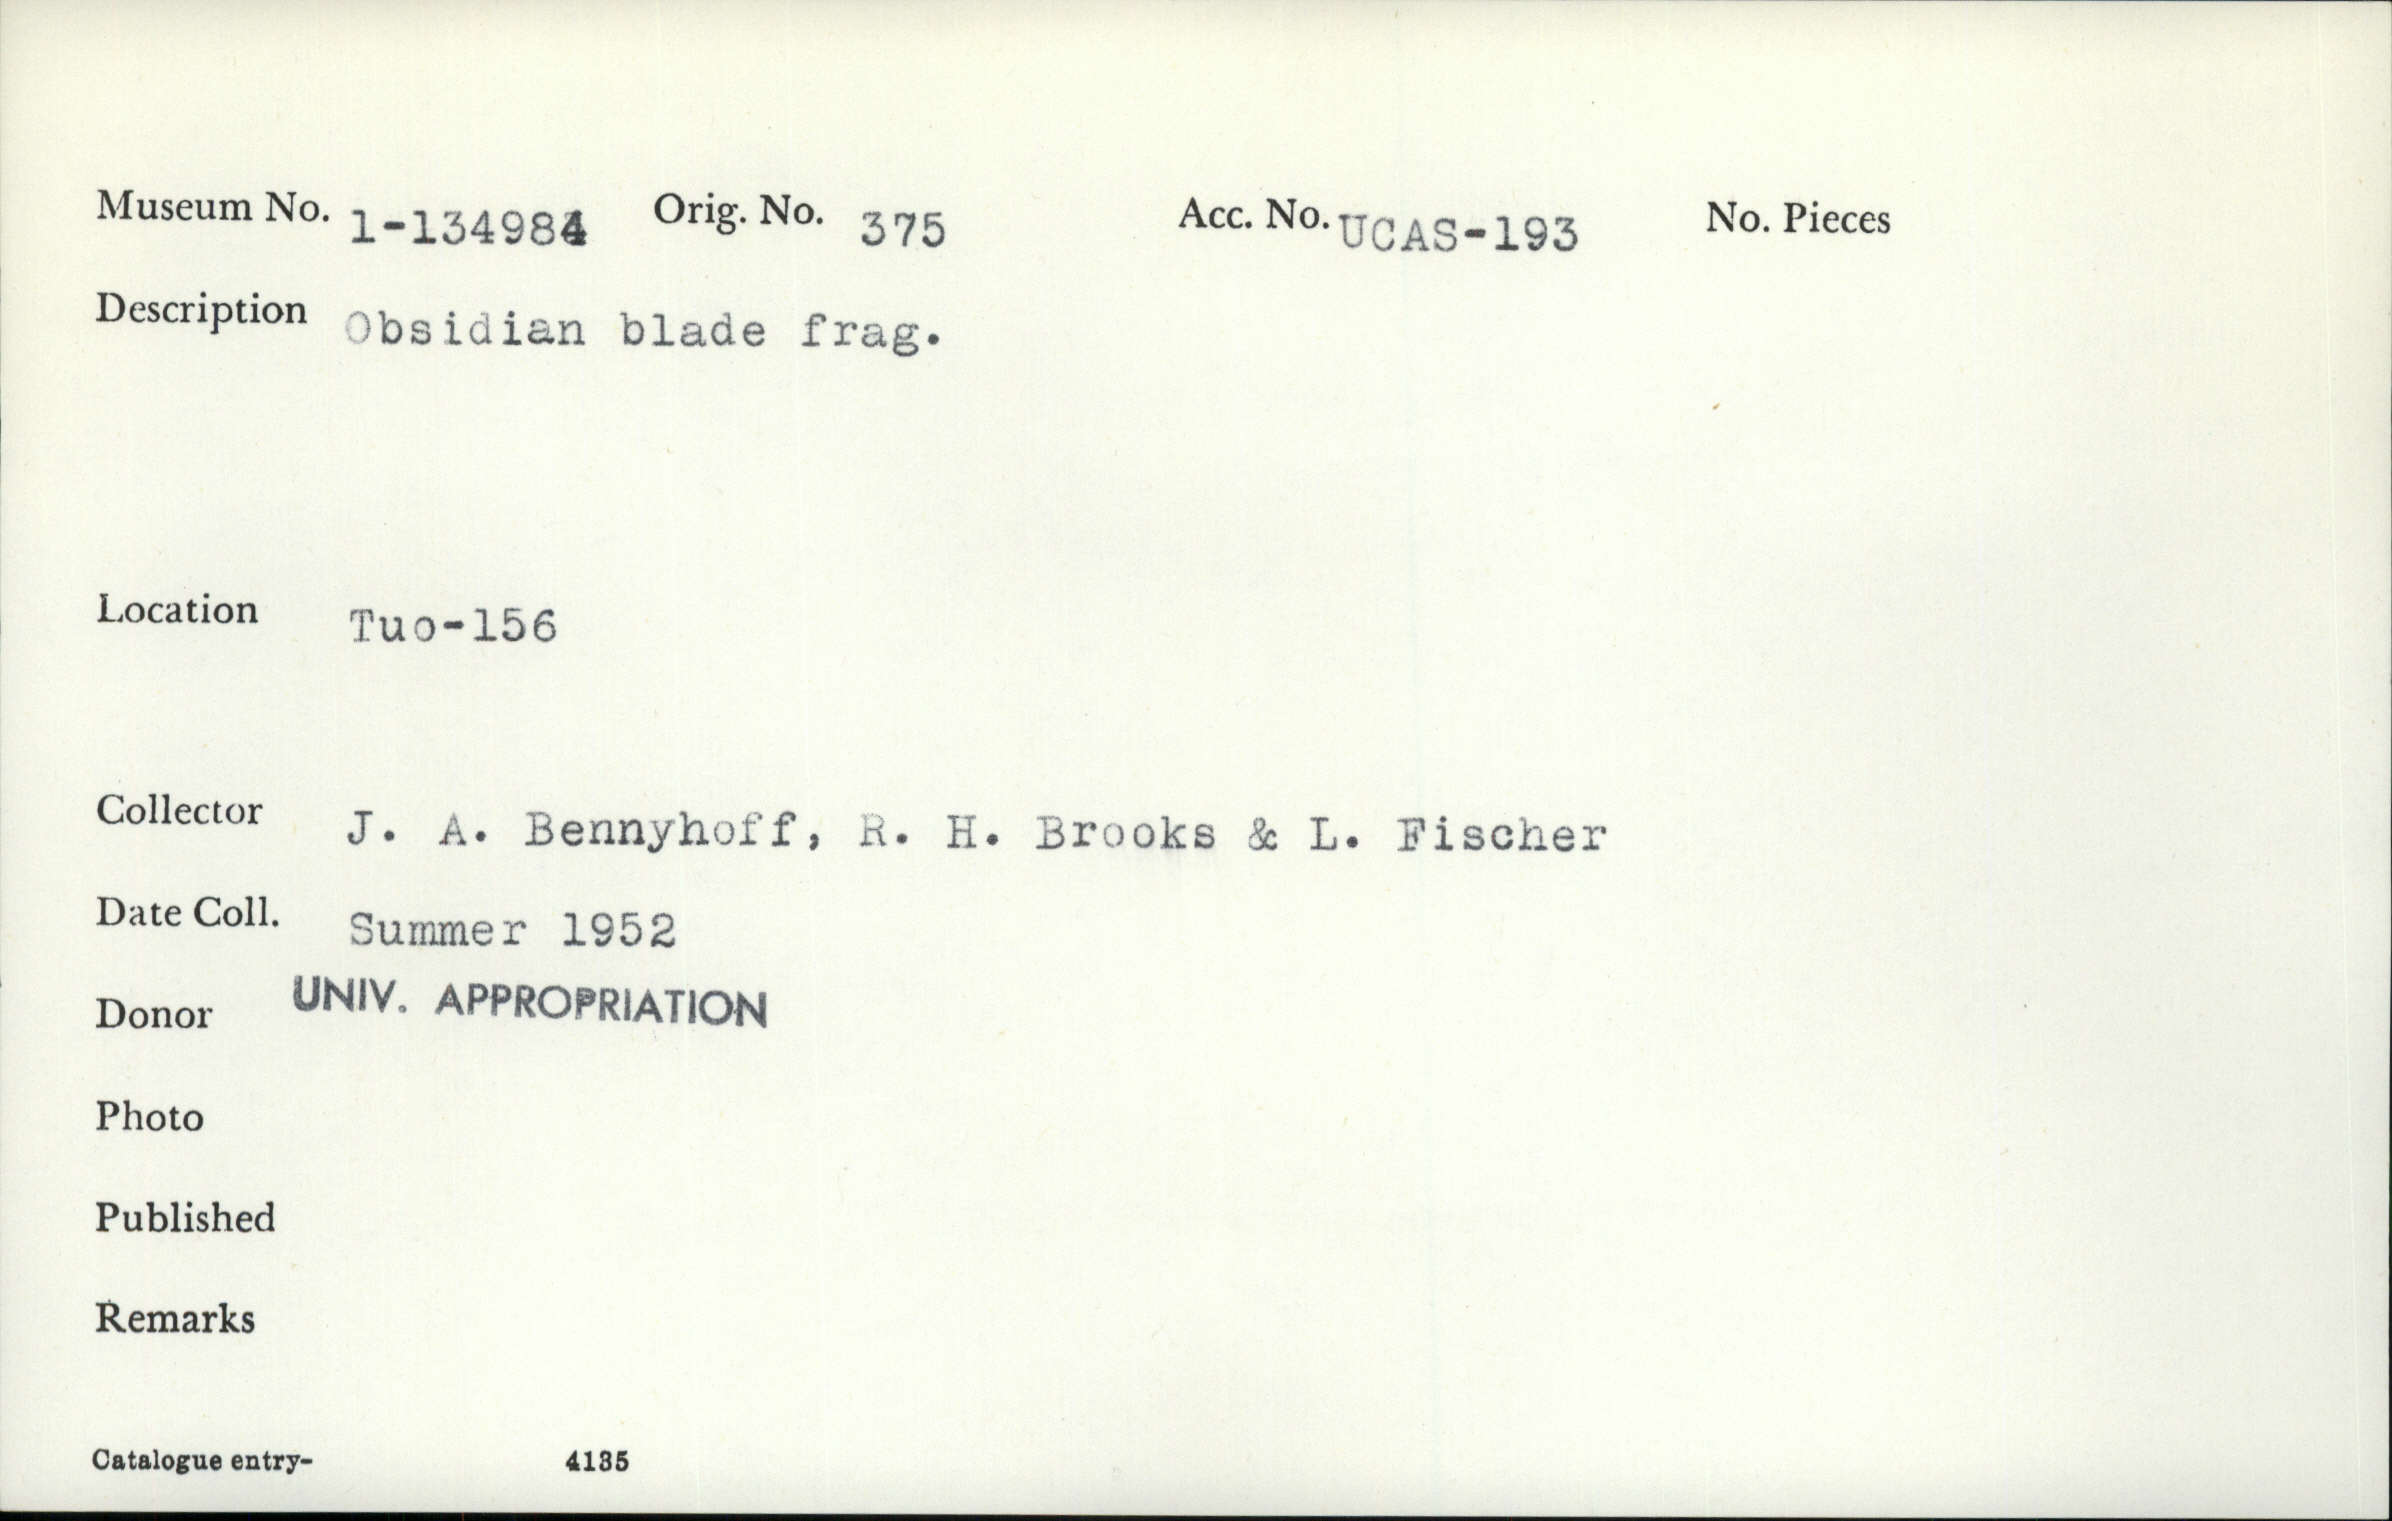 Museum No. 1-134984 Orig. No. 375 Acc. No. UCAS-193 No. Pieces
Description Obsidian blade frag.
Location Tuo-156
Collector J. A. Bennyhoff, R. H. Brooks & L. Fischer
Date Coll. Summer 1952
Donor UNIV. APPROPRIATION
Photo
Published
Remarks
Catalogue entry- 4135